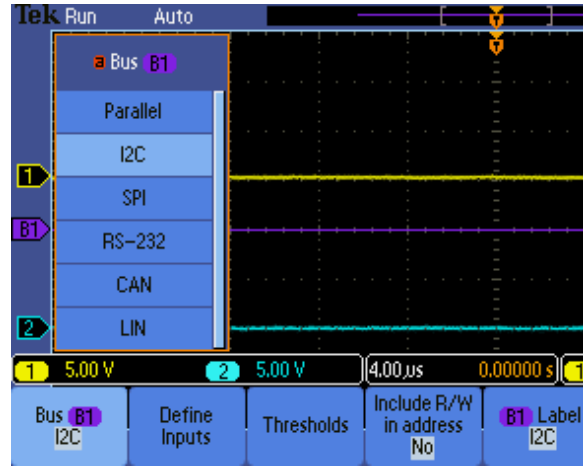 Tek Run Auto
T
T
a Bus B1
Parallel
I2C
SPI
RS-232
CAN
LIN
1
B1
2
1 5.00 V 2 5.00 V 4.00µs 0.00000 s 1
Bus B1
I2C
Define
Inputs
Thresholds
Include R/W
in address
No
B1 Label
I2C